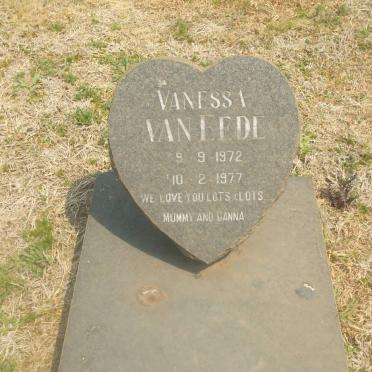 VANESSA
VAN EEDE
9 9 1972
10 2 1977
WE LOVE YOU LOTS & LOTS
MUMMY AND DANNA